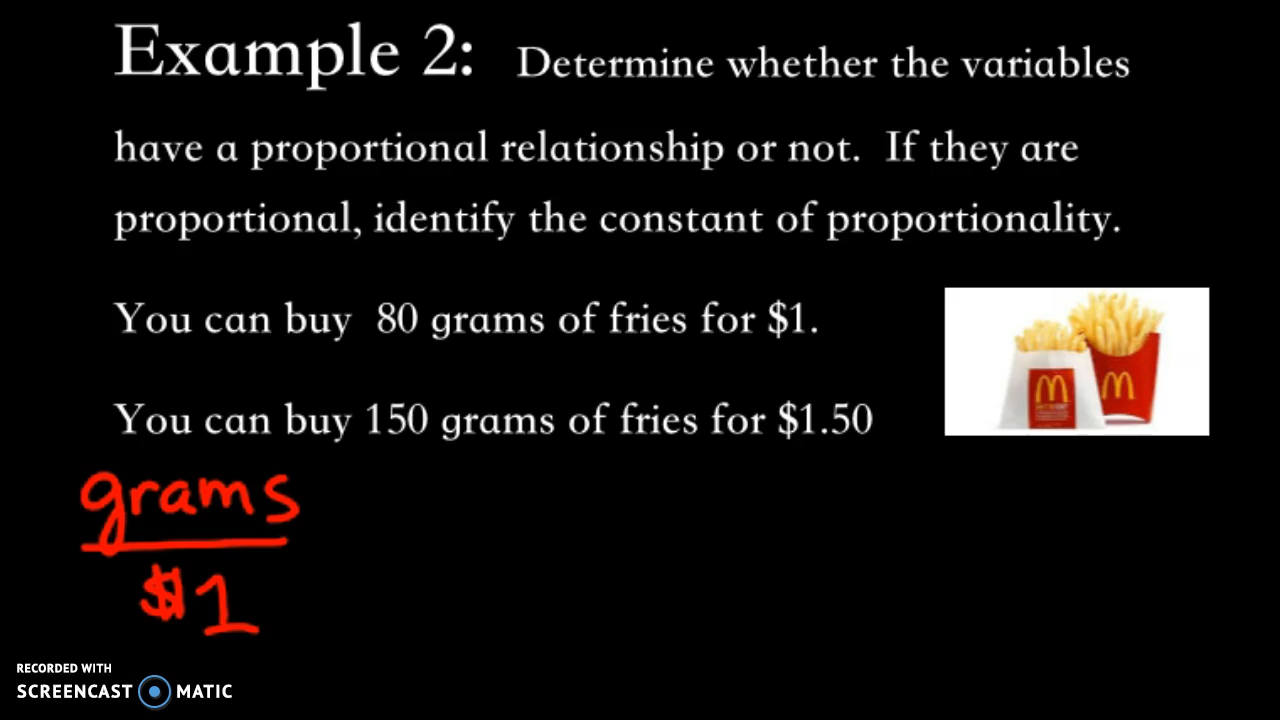 Example 2: Determine whether the variables
have a proportional relationship or not. If they are
proportional, identify the constant of proportionality.
You can buy 80 grams of fries for $1.
You can buy 150 grams of fries for $1.50
grams
$1
RECORDED WITH
SCREENCAST MATIC